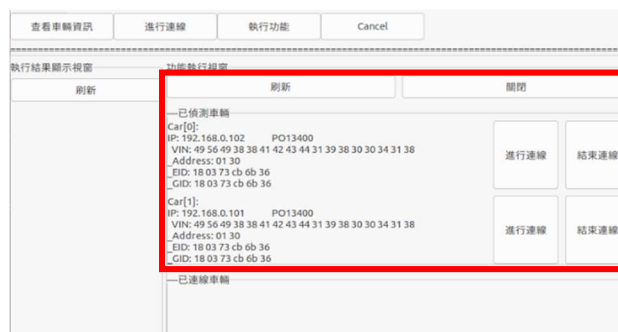 查看車輛資訊 進行連線 執行功能 Cancel
執行結果顯示視窗 功能執行視窗
刷新 刷新 關閉
已偵測車輛
Car[0]:
IP: 192.168.0.102 PO13400
VIN: 49 56 49 38 38 41 42 43 44 31 39 38 30 30 34 31 38
_Address: 01 30
_EID: 18 03 73 cb 6b 36
_GID: 18 03 73 cb 6b 36
進行連線 結束連線
Car[1]:
IP: 192.168.0.101 PO13400
VIN: 49 56 49 38 38 41 42 43 44 31 39 38 30 30 34 31 38
_Address: 01 30
_EID: 18 03 73 cb 6b 36
_GID: 18 03 73 cb 6b 36
進行連線 結束連線
已連線車輛